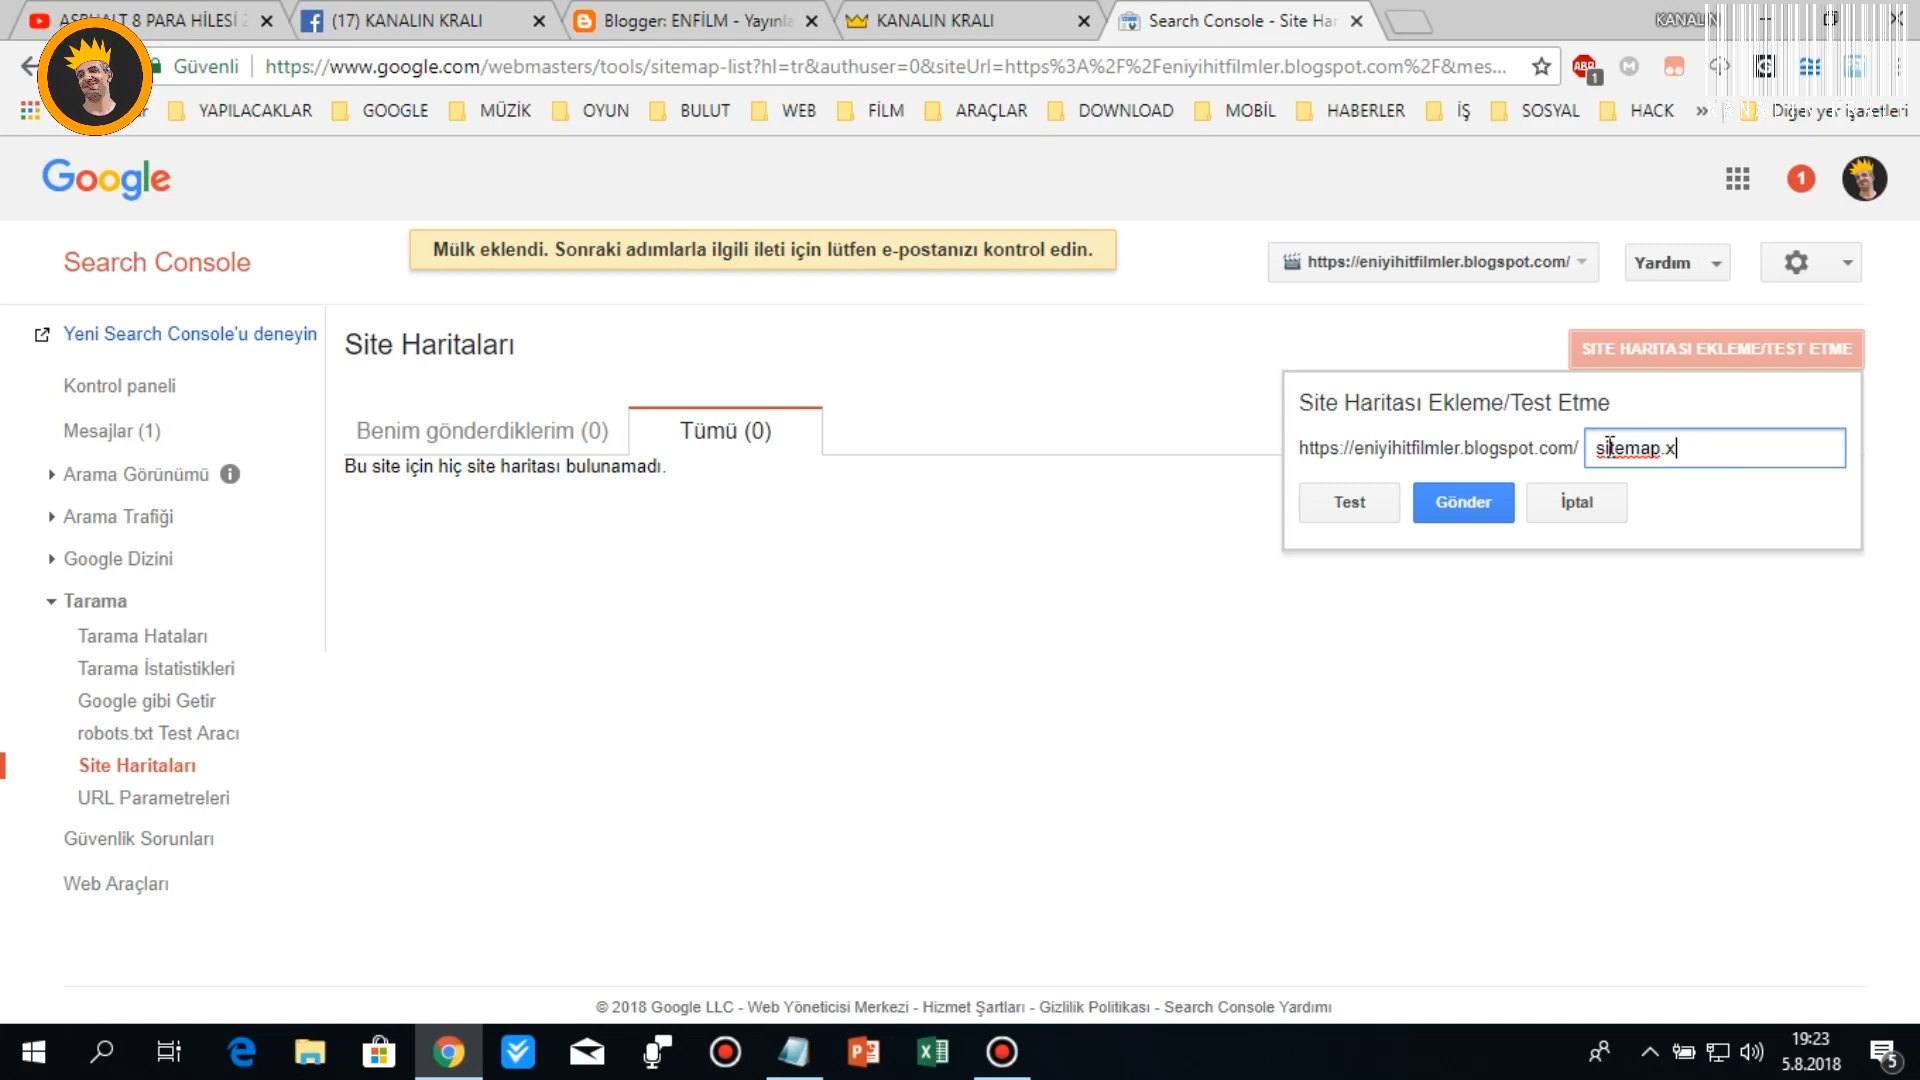 ASPHALT 8 PARA HİLESİ 2
(17) KANALIN KRALI
Blogger: ENFİLM - Yayınla
KANALIN KRALI
Search Console - Site Har
Güvenli
https://www.google.com/webmasters/tools/sitemap-list?hl=tr&authuser=0&siteUrl=https%3A%2F%2Feniyihitfilmler.blogspot.com%2F&mes...
YAPILACAKLAR
GOOGLE
MÜZİK
OYUN
BULUT
WEB
FİLM
ARAÇLAR
DOWNLOAD
MOBİL
HABERLER
İŞ
SOSYAL
HACK
»
Diğer yer işaretleri
Google
1
Search Console
Mülk eklendi. Sonraki adımlarla ilgili ileti için lütfen e-postanızı kontrol edin.
https://eniyihitfilmler.blogspot.com/
Yardım
Yeni Search Console'u deneyin
Kontrol paneli
Mesajlar (1)
Arama Görünümü
Arama Trafiği
Google Dizini
Tarama
Tarama Hataları
Tarama İstatistikleri
Google gibi Getir
robots.txt Test Aracı
Site Haritaları
URL Parametreleri
Güvenlik Sorunları
Web Araçları
Site Haritaları
SİTE HARİTASI EKLEME/TEST ETME
Benim gönderdiklerim (0)
Tümü (0)
Bu site için hiç site haritası bulunamadı.
Site Haritası Ekleme/Test Etme
https://eniyihitfilmler.blogspot.com/
sitemap.x
Test
Gönder
İptal
© 2018 Google LLC - Web Yöneticisi Merkezi - Hizmet Şartları - Gizlilik Politikası - Search Console Yardımı
19:23
5.8.2018
5